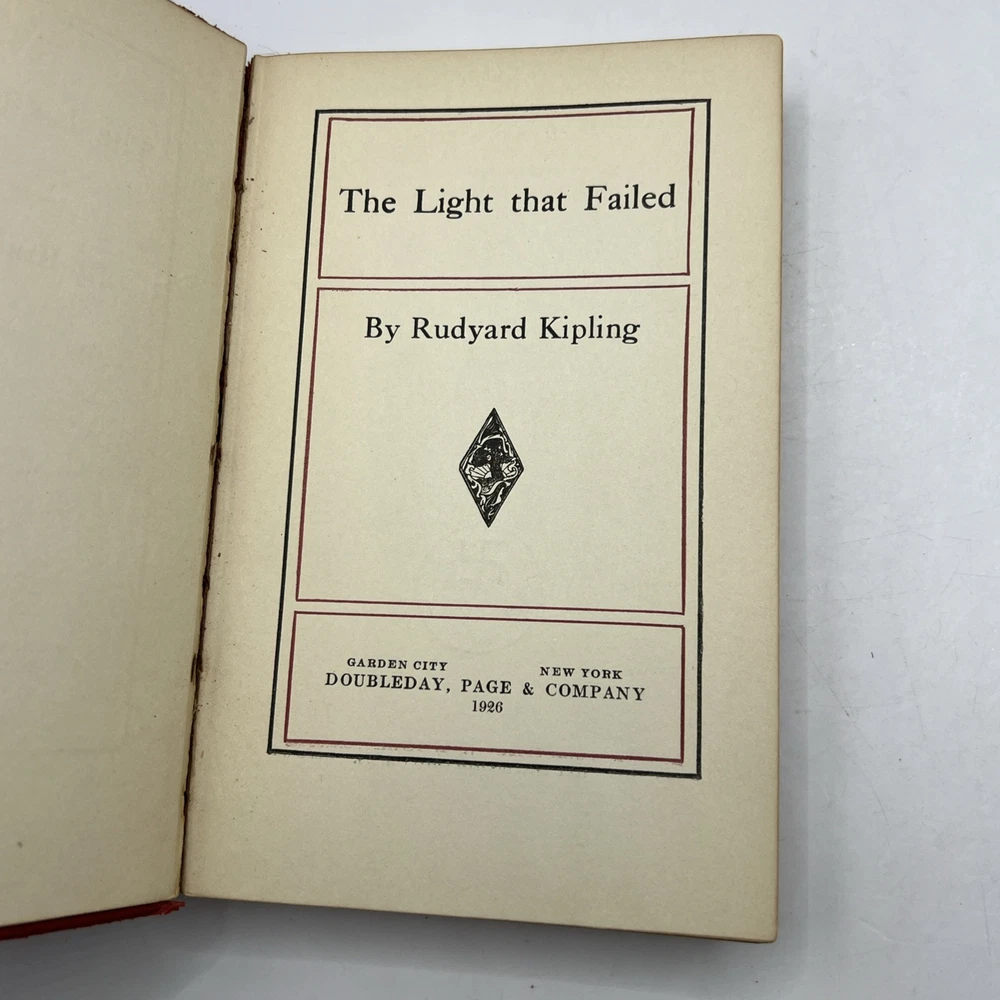 The Light that Failed
By Rudyard Kipling
GARDEN CITY NEW YORK
DOUBLEDAY, PAGE & COMPANY
1926